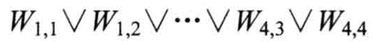 W1,1 ∨ W1,2 ∨ ⋯ ∨ W4,3 ∨ W4,4